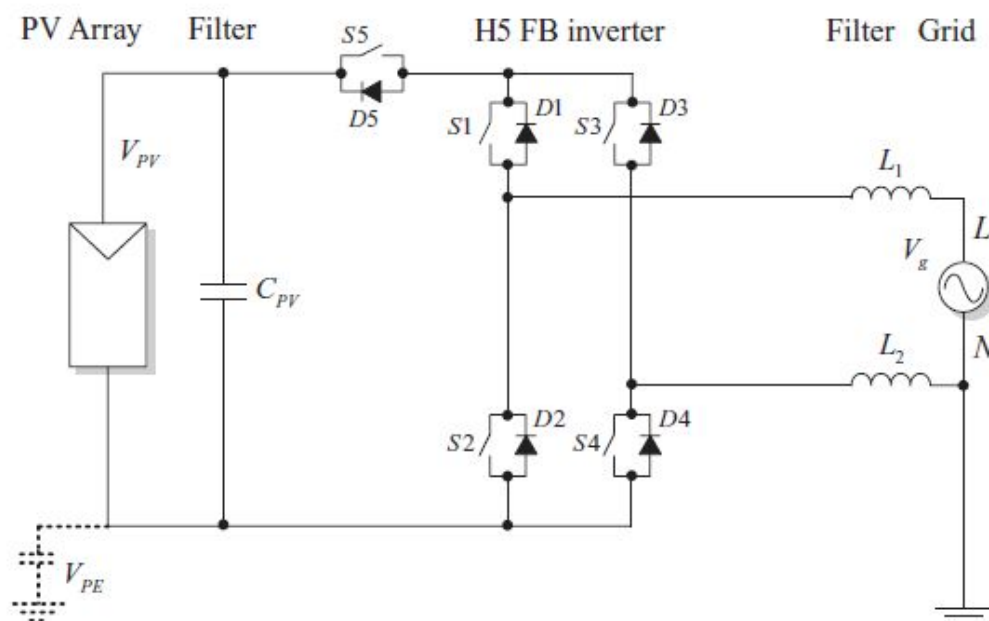 PV Array Filter H5 FB inverter Filter Grid
S5
D5
S1 D1 S3 D3
V_PV
L_1
L
V_g
C_PV
N
L_2
S2 D2 S4 D4
V_PE